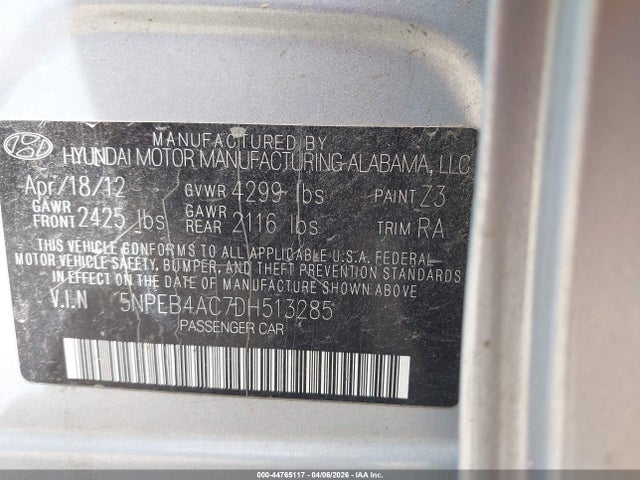 MANUFACTURED BY
HYUNDAI MOTOR MANUFACTURING ALABAMA, LLC
Apr/18/12 GVWR 4299 lbs PAINT Z3
GAWR FRONT 2425 lbs GAWR REAR 2116 lbs TRIM RA
THIS VEHICLE CONFORMS TO ALL APPLICABLE U.S.A. FEDERAL
MOTOR VEHICLE SAFETY, BUMPER, AND THEFT PREVENTION STANDARDS
IN EFFECT ON THE DATE OF MANUFACTURE SHOWN ABOVE.
V.I.N 5NPEB4AC7DH513285
PASSENGER CAR
000-44765117 | 04/06/2026 | IAA Inc.